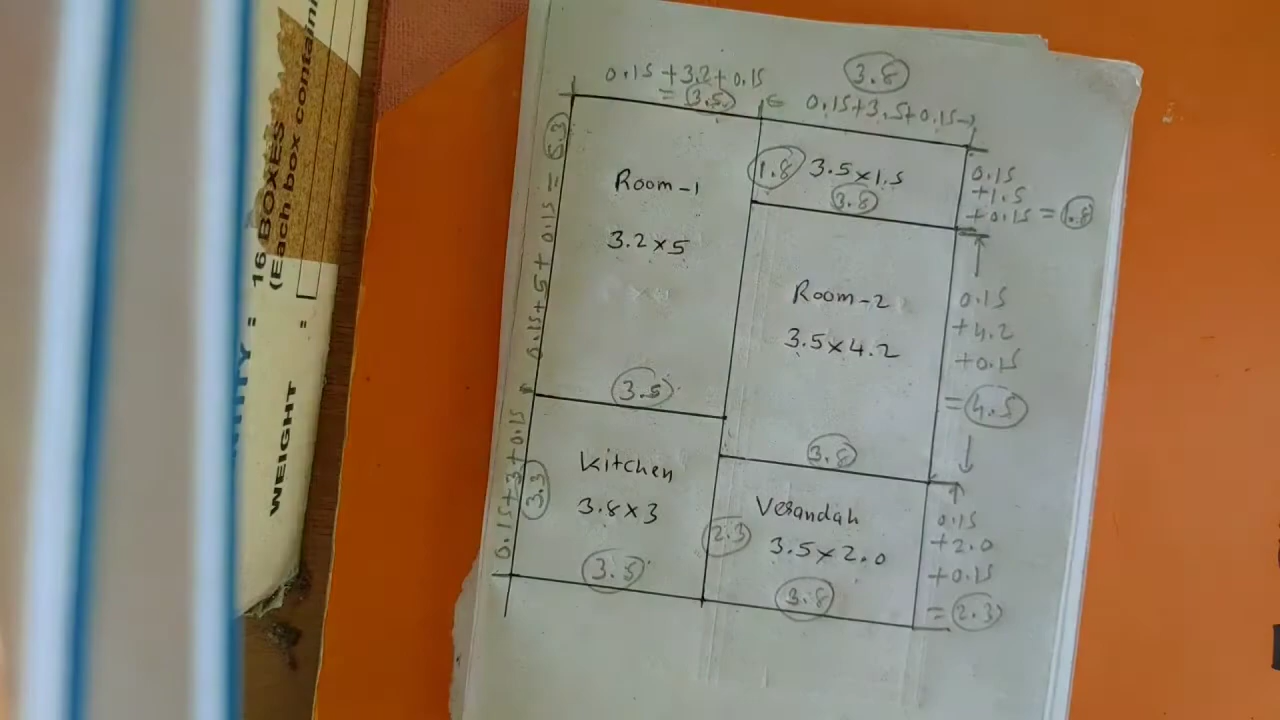 16 BOXES
(Each box containi
:
WEIGHT :
3.8
0.15 + 3.2 + 0.15
= 3.5
0.15 + 3.5 + 0.15
0.15 + 5 + 0.15 = 5.3
Room-1
3.2 × 5
3.5
1.8
3.5 × 1.5
3.8
0.15
+ 1.5
+ 0.15 = 1.8
Room-2
3.5 × 4.2
3.8
0.15
+ 4.2
+ 0.15
= 4.5
0.15 + 3 + 0.15
3.3
Kitchen
3.8 × 3
3.5
2.3
Verandah
3.5 × 2.0
3.8
0.15
+ 2.0
+ 0.15
= 2.3